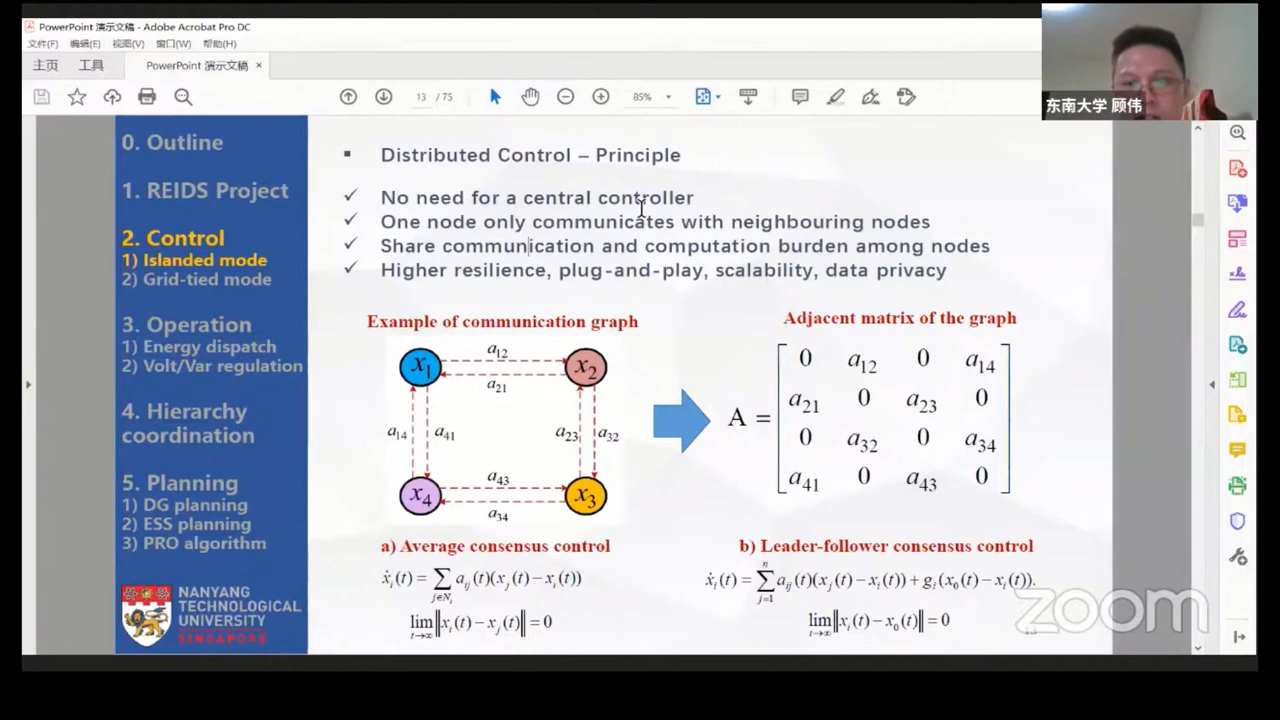 PowerPoint 演示文稿 - Adobe Acrobat Pro DC
文件(F) 编辑(E) 视图(V) 窗口(W) 帮助(H)
主页 工具 PowerPoint 演示文稿 ×
13 / 75 85%
东南大学 顾伟
0. Outline
1. REIDS Project
2. Control
1) Islanded mode
2) Grid-tied mode
3. Operation
1) Energy dispatch
2) Volt/Var regulation
4. Hierarchy
coordination
5. Planning
1) DG planning
2) ESS planning
3) PRO algorithm
NANYANG
TECHNOLOGICAL
UNIVERSITY
SINGAPORE
▪ Distributed Control – Principle
✓ No need for a central controller
✓ One node only communicates with neighbouring nodes
✓ Share communication and computation burden among nodes
✓ Higher resilience, plug-and-play, scalability, data privacy
Example of communication graph
x₁ a₁₂ x₂
a₂₁
a₁₄ a₄₁ a₂₃ a₃₂
x₄ a₄₃ x₃
a₃₄
Adjacent matrix of the graph
0 a₁₂ 0 a₁₄
a₂₁ 0 a₂₃ 0
A =
0 a₃₂ 0 a₃₄
a₄₁ 0 a₄₃ 0
a) Average consensus control
ẋᵢ(t) = ∑ j∈Nᵢ aᵢⱼ(t)(xⱼ(t) − xᵢ(t))
lim t→∞ ‖xᵢ(t) − xⱼ(t)‖ = 0
b) Leader-follower consensus control
ẋᵢ(t) = ∑ j=1 n aᵢⱼ(t)(xⱼ(t) − xᵢ(t)) + gᵢ(x₀(t) − xᵢ(t)).
lim t→∞ ‖xᵢ(t) − x₀(t)‖ = 0
zoom